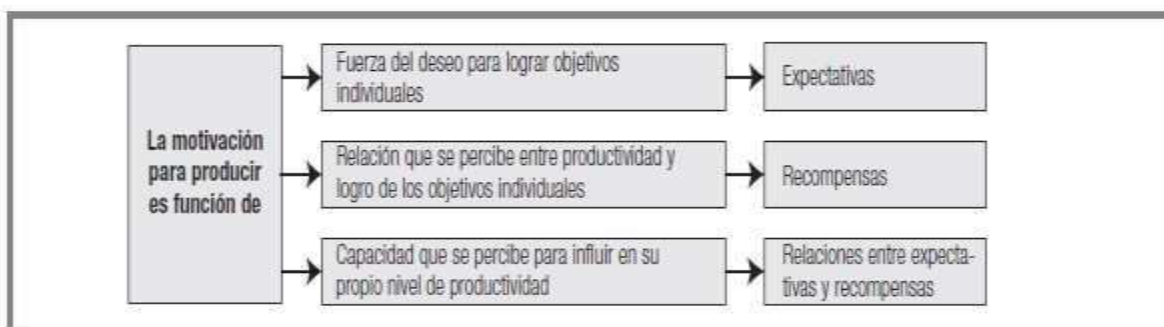 La motivación
para producir
es función de
Fuerza del deseo para lograr objetivos
individuales
Expectativas
Relación que se percibe entre productividad y
logro de los objetivos individuales
Recompensas
Capacidad que se percibe para influir en su
propio nivel de productividad
Relaciones entre expecta-
tivas y recompensas